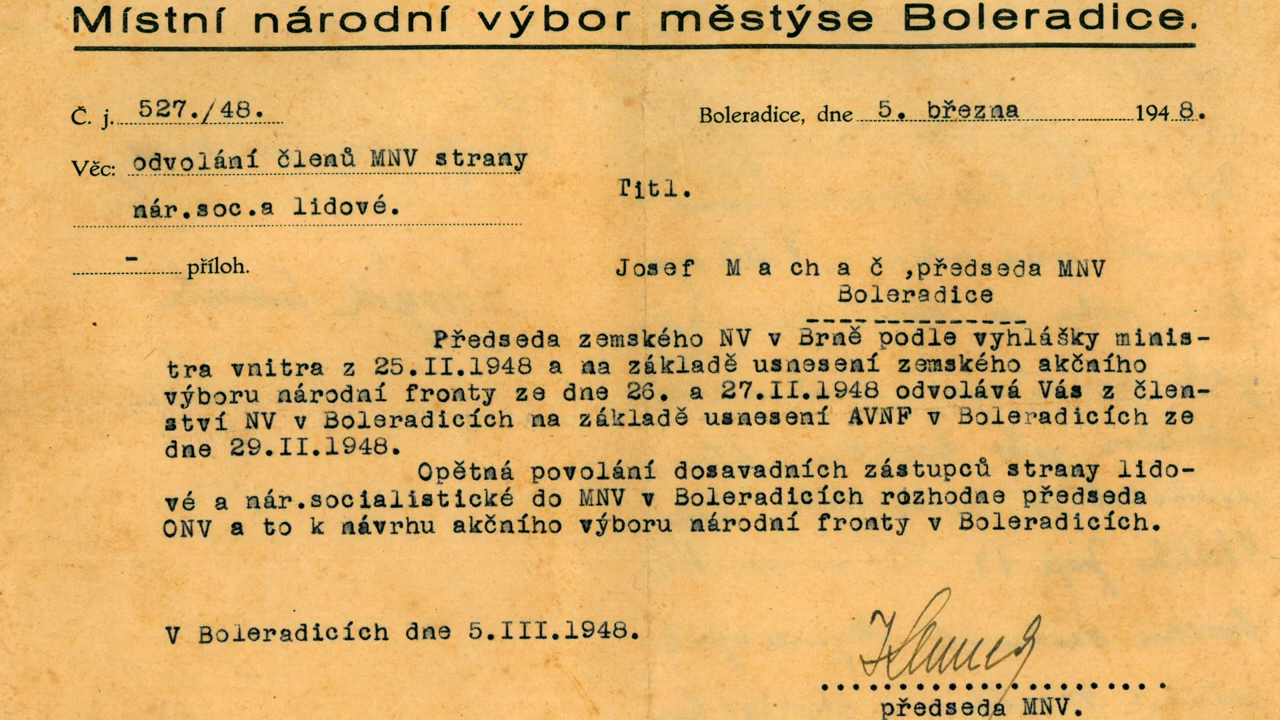 Místní národní výbor městýse Boleradice.
Č. j. 527./48.
Boleradice, dne 5. března 1948.
Věc: odvolání členů MNV strany
nár.soc.a lidové.
Titl.
- příloh.
Josef M a ch a č ,předseda MNV
Boleradice
Předseda zemského NV v Brně podle vyhlášky minis-
tra vnitra z 25.II.1948 a na základě usnesení zemského akčního
výboru národní fronty ze dne 26. a 27.II.1948 odvolává Vás z člen-
ství NV v Boleradicích na základě usnesení AVNF v Boleradicích ze
dne 29.II.1948.
Opětná povolání dosavadních zástupců strany lido-
vé a nár.socialistické do MNV v Boleradicích rozhodne předseda
ONV a to k návrhu akčního výboru národní fronty v Boleradicích.
V Boleradicích dne 5.III.1948.
předseda MNV.